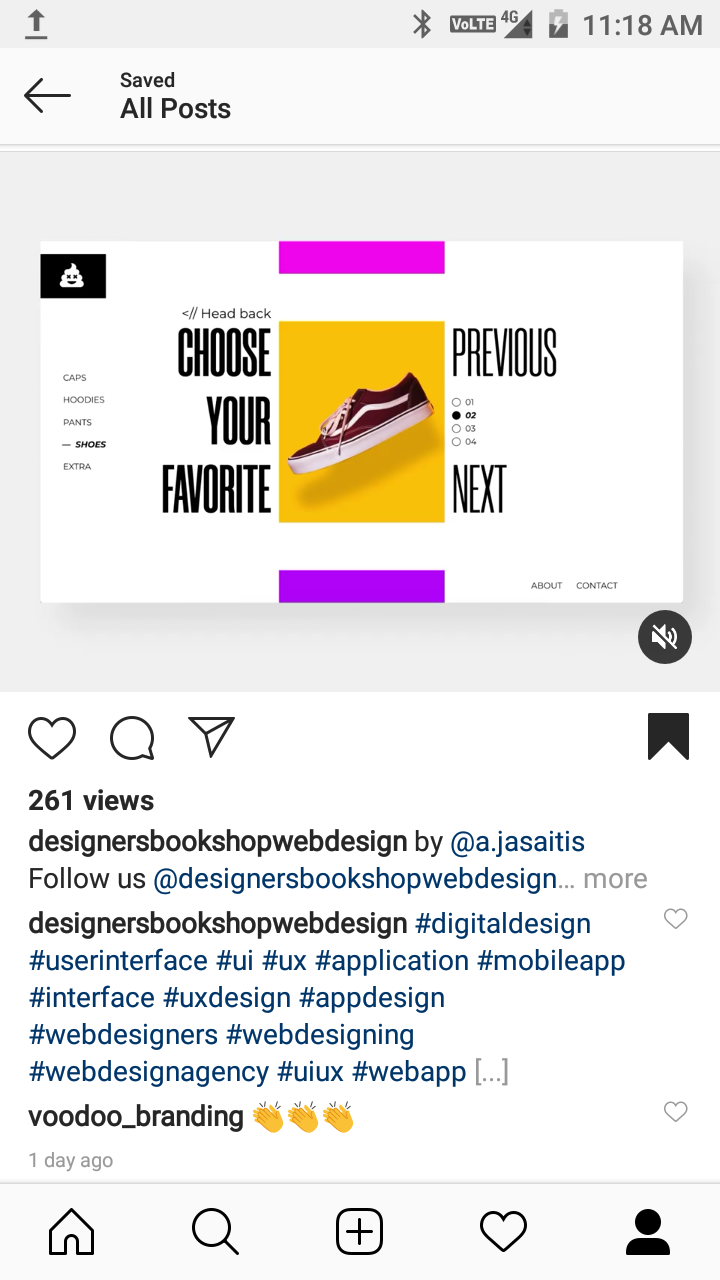 VoLTE 4G 11:18 AM
Saved
All Posts
<// Head back
CHOOSE
YOUR
FAVORITE
CAPS
HOODIES
PANTS
— SHOES
EXTRA
PREVIOUS
01
02
03
04
NEXT
ABOUT CONTACT
261 views
designersbookshopwebdesign by @a.jasaitis
Follow us @designersbookshopwebdesign... more
designersbookshopwebdesign #digitaldesign
#userinterface #ui #ux #application #mobileapp
#interface #uxdesign #appdesign
#webdesigners #webdesigning
#webdesignagency #uiux #webapp [...]
voodoo_branding 👏👏👏
1 day ago